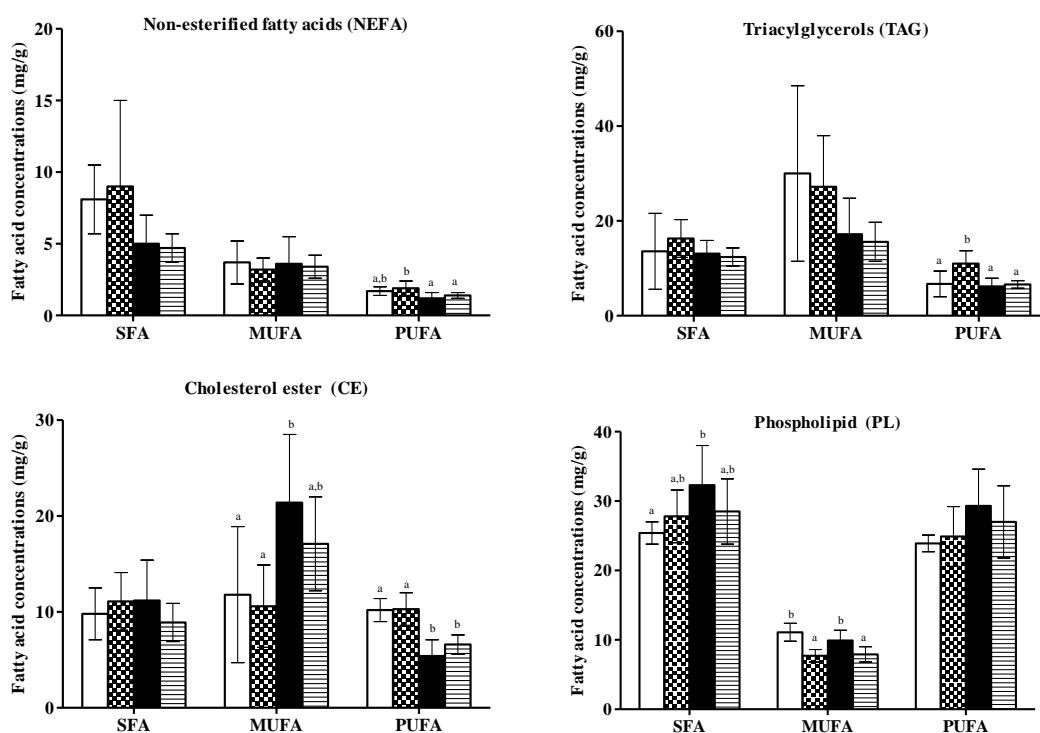 Non-esterified fatty acids (NEFA)
Fatty acid concentrations (mg/g)
20
15
10
5
0
a,b
b
a
a
SFA
MUFA
PUFA
Triacylglycerols (TAG)
Fatty acid concentrations (mg/g)
60
40
20
0
a
b
a
a
SFA
MUFA
PUFA
Cholesterol ester (CE)
Fatty acid concentrations (mg/g)
30
20
10
0
a
a
b
a,b
a
a
b
b
SFA
MUFA
PUFA
Phospholipid (PL)
Fatty acid concentrations (mg/g)
40
30
20
10
0
a
a,b
b
a,b
b
a
b
a
SFA
MUFA
PUFA